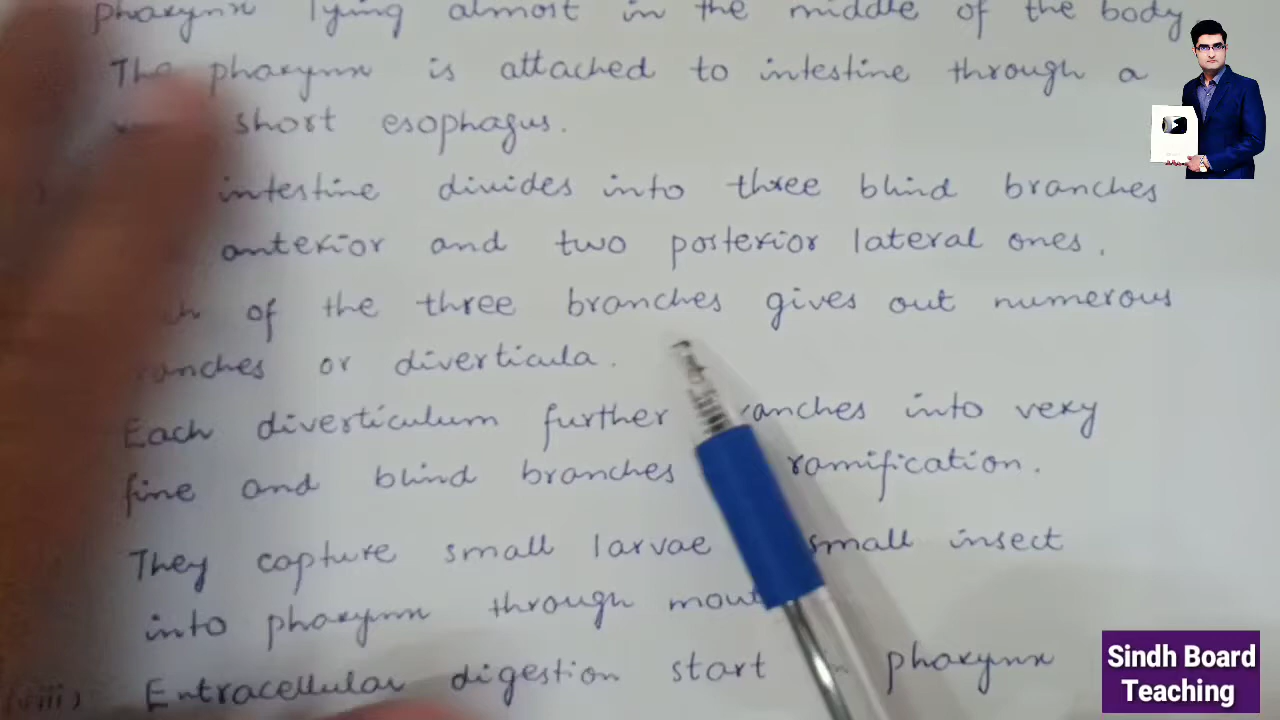 pharynx lying almost in the middle of the body
The pharynx is attached to intestine through a
short esophagus.
intestine divides into three blind branches
anterior and two posterior lateral ones.
of the three branches gives out numerous
or diverticula.
Each diverticulum further
into very
fine and blind branches ramification.
They capture small larvae small insect
into pharynx through
Extracellular digestion start pharynx
Sindh Board
Teaching